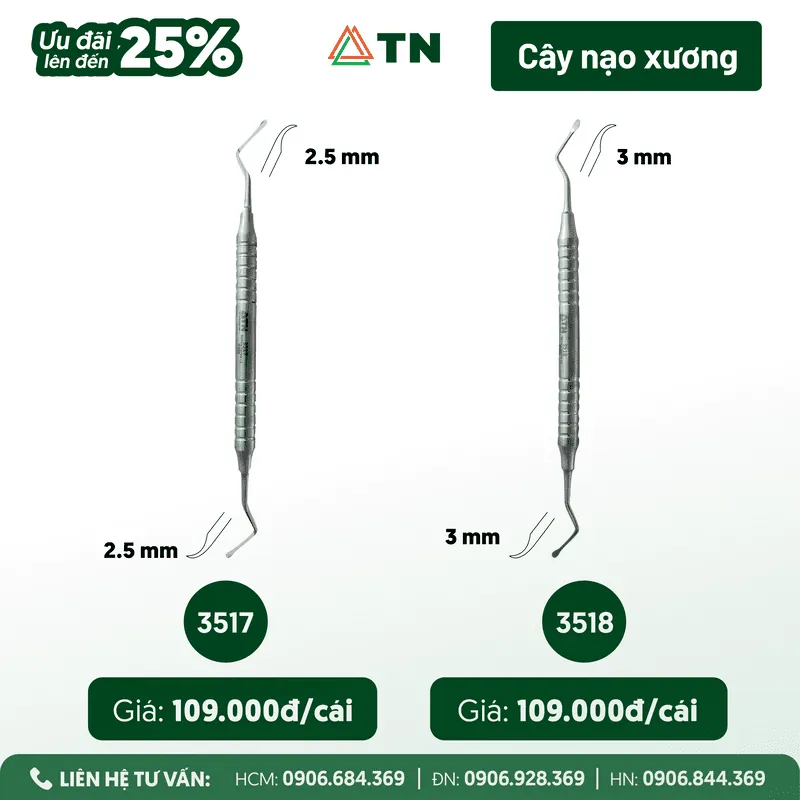 Ưu đãi
lên đến 25%
TN
Cây nạo xương
2.5 mm
3 mm
2.5 mm
3 mm
3517
3518
Giá: 109.000đ/cái
Giá: 109.000đ/cái
LIÊN HỆ TƯ VẤN: HCM: 0906.684.369 | ĐN: 0906.928.369 | HN: 0906.844.369